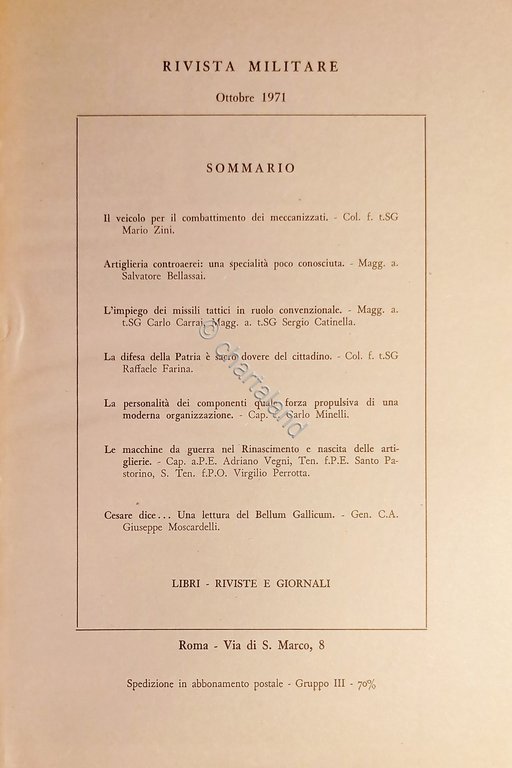 RIVISTA MILITARE
Ottobre 1971
SOMMARIO
Il veicolo per il combattimento dei meccanizzati. - Col. f. t.SG
Mario Zini.
Artiglieria controaerei: una specialità poco conosciuta. - Magg. a.
Salvatore Bellassai.
L'impiego dei missili tattici in ruolo convenzionale. - Magg. a.
t.SG Carlo Carrai, Magg. a. t.SG Sergio Catinella.
La difesa della Patria è sacro dovere del cittadino. - Col. f. t.SG
Raffaele Farina.
La personalità dei componenti quale forza propulsiva di una
moderna organizzazione. - Cap. Carlo Minelli.
Le macchine da guerra nel Rinascimento e nascita delle arti-
glierie. - Cap. a.P.E. Adriano Vegni, Ten. f.P.E. Santo Pa-
storino, S. Ten. f.P.O. Virgilio Perrotta.
Cesare dice... Una lettura del Bellum Gallicum. - Gen. C.A.
Giuseppe Moscardelli.
LIBRI - RIVISTE E GIORNALI
Roma - Via di S. Marco, 8
Spedizione in abbonamento postale - Gruppo III - 70%
© chartaland